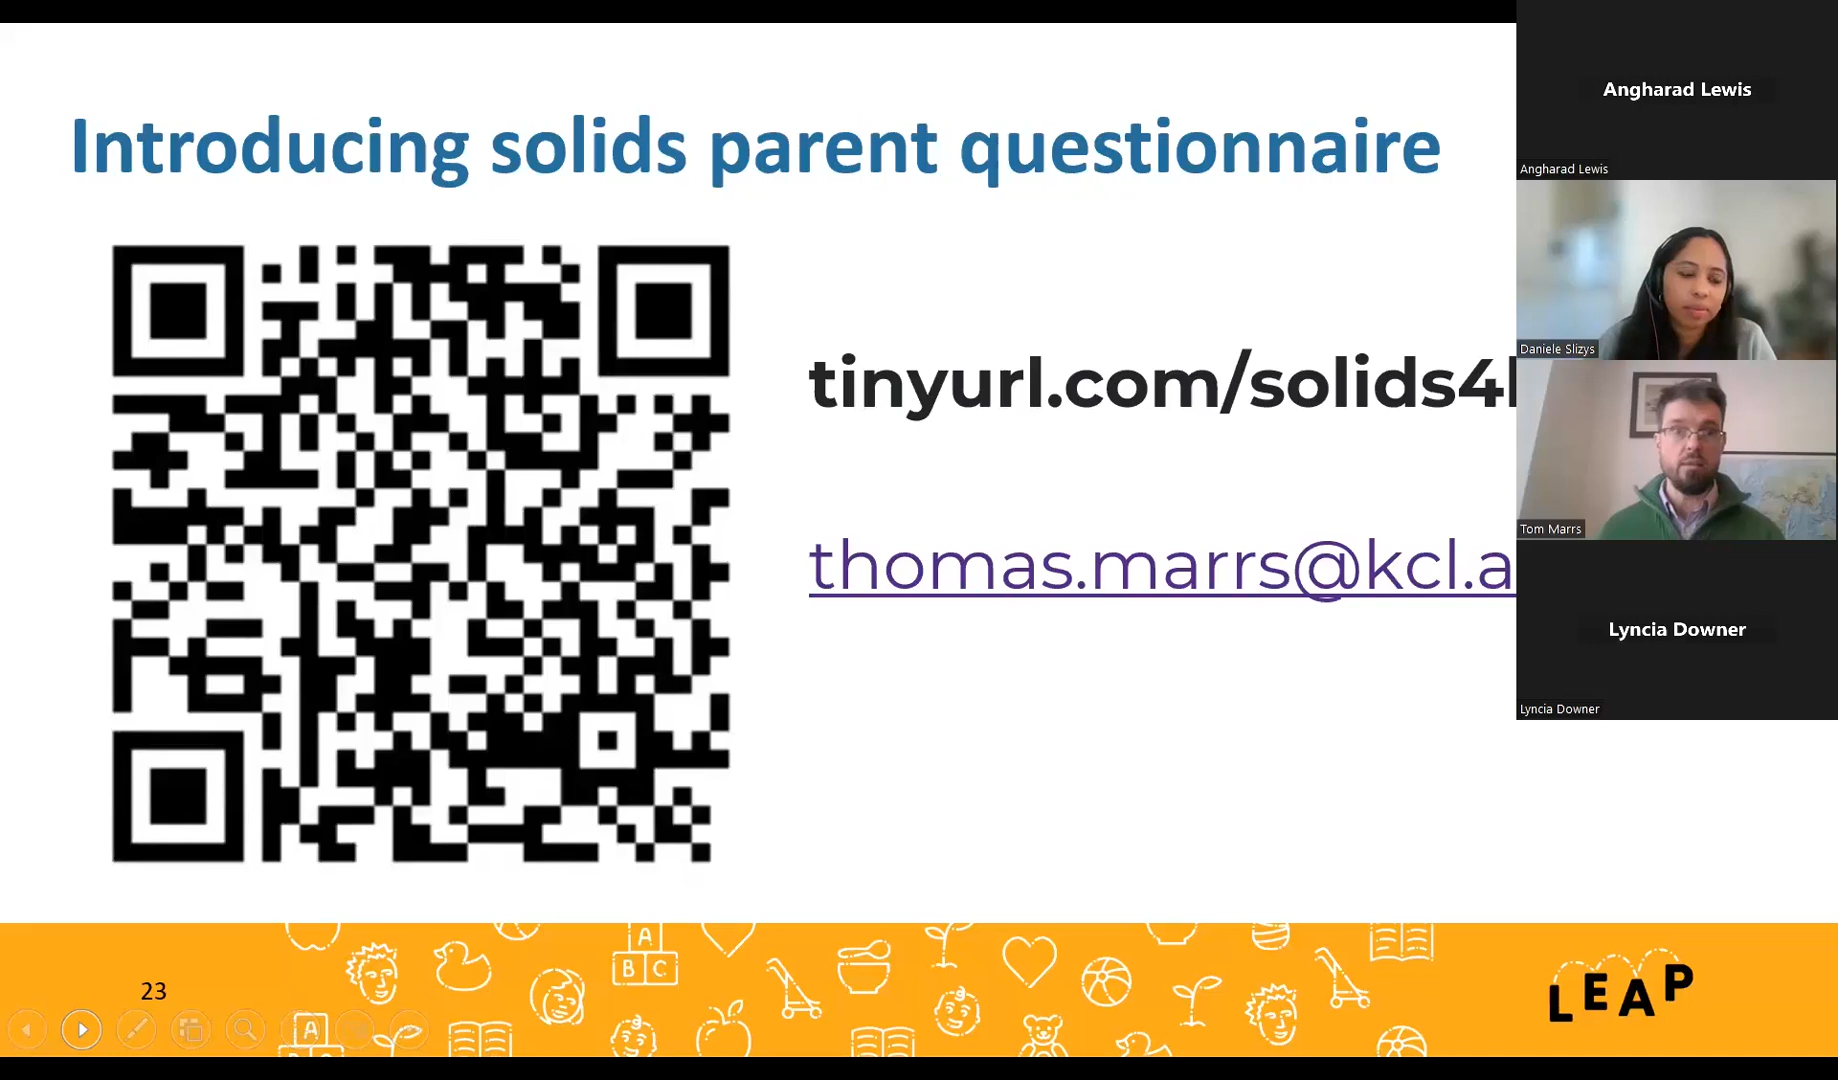 Introducing solids parent questionnaire
tinyurl.com/solids4
thomas.marrs@kcl.a
Angharad Lewis
Angharad Lewis
Daniele Slizys
Tom Marrs
Lyncia Downer
Lyncia Downer
A
B C
A
23
LEAP